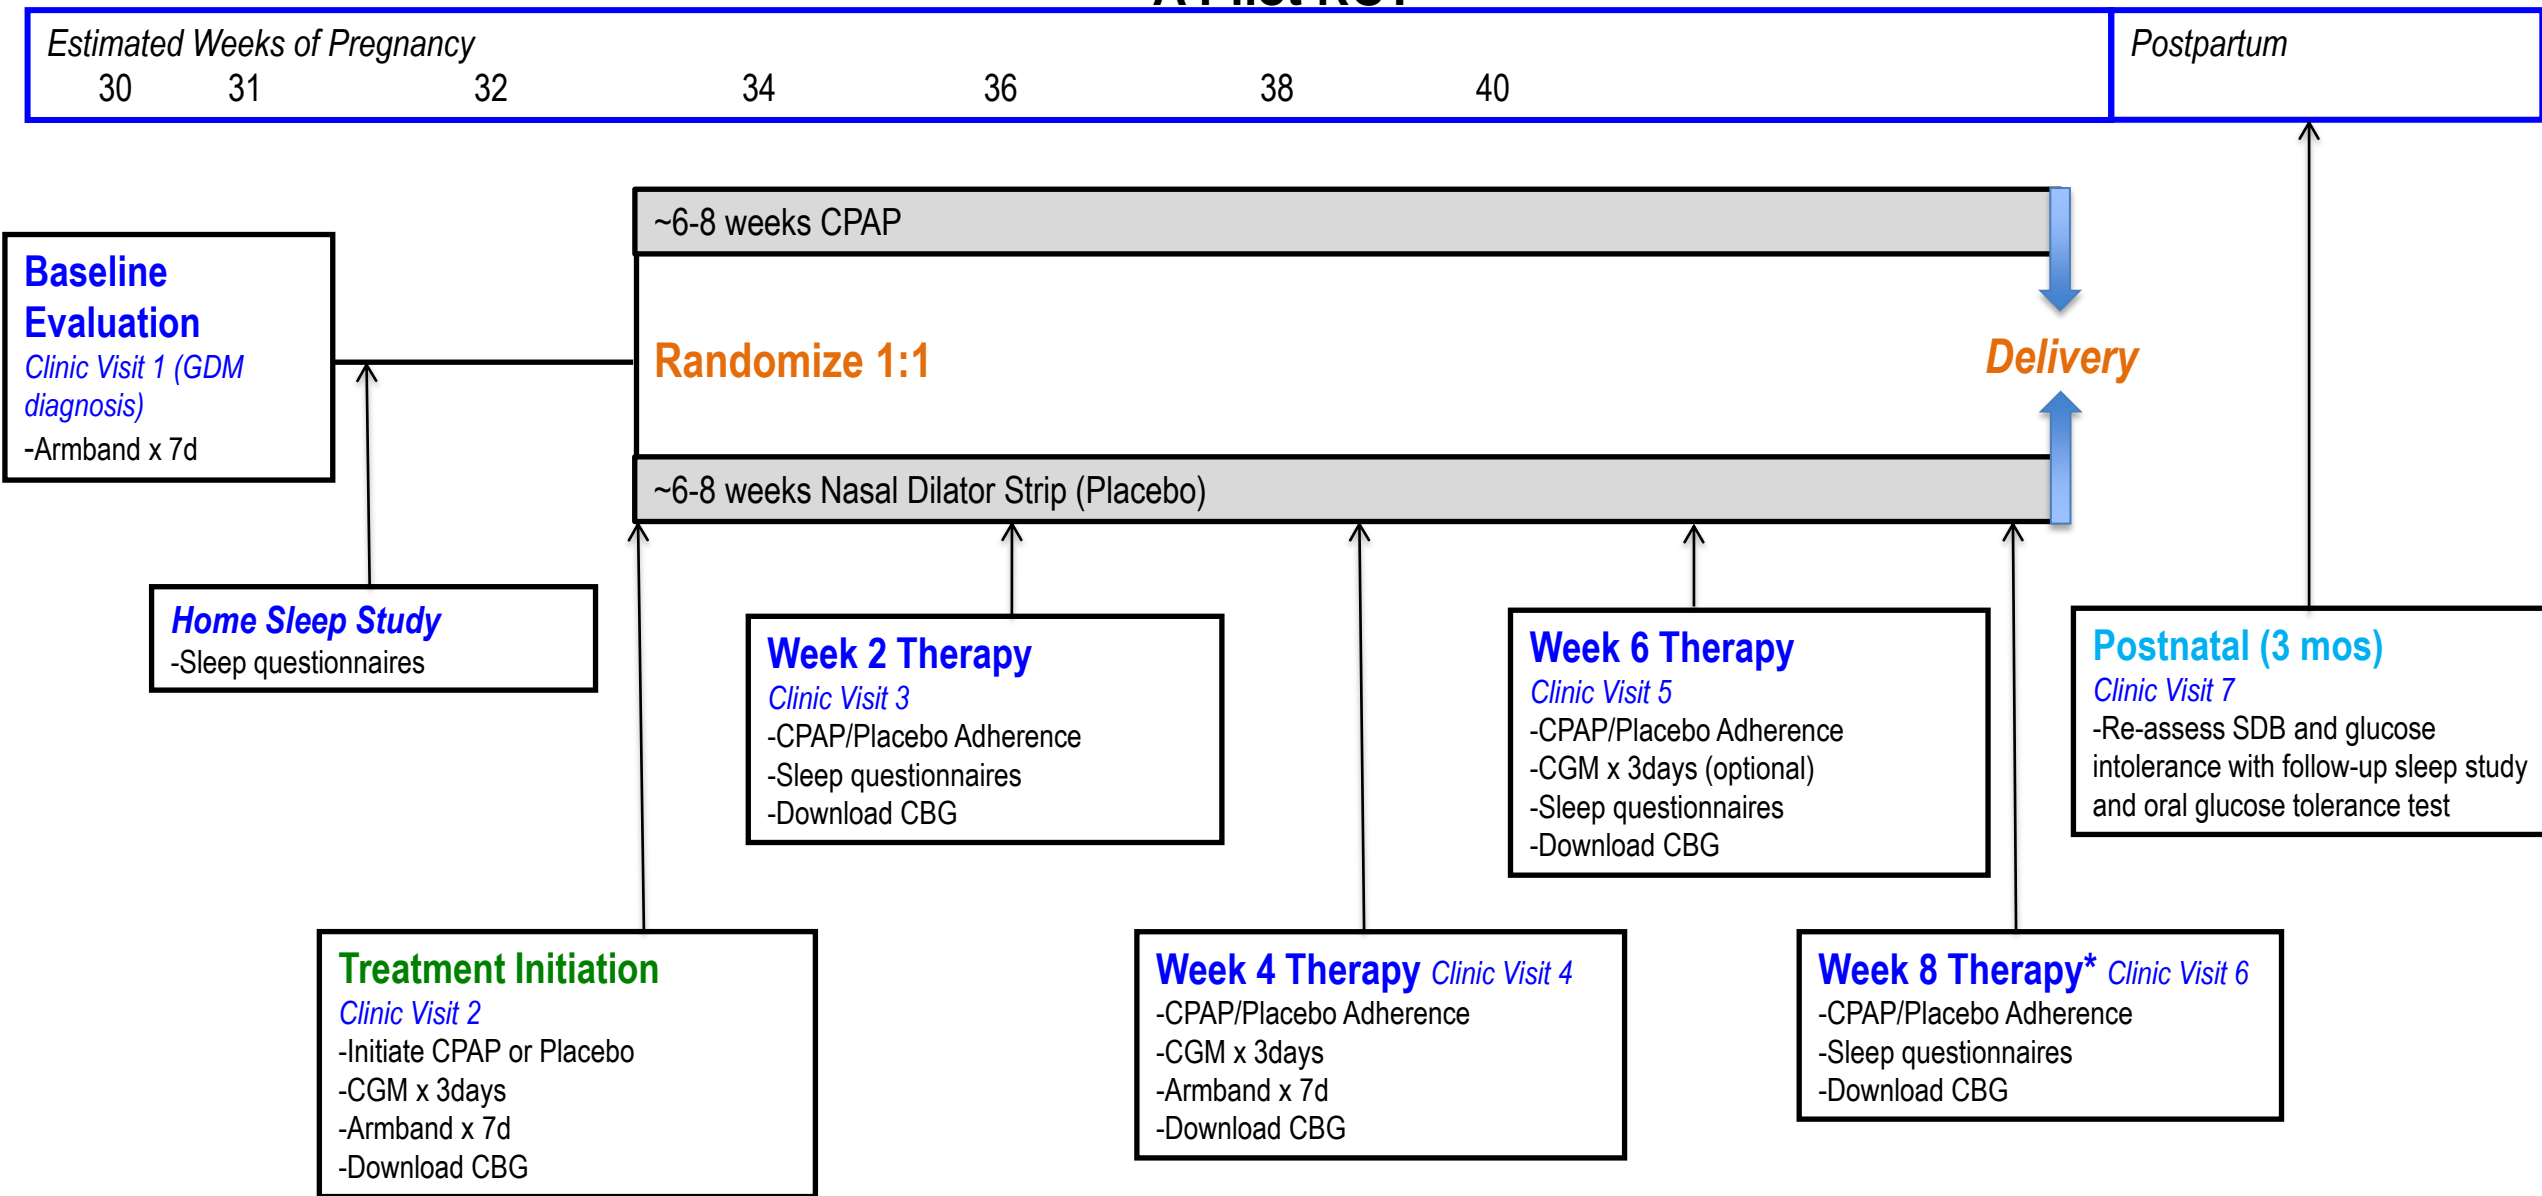 A Pilot RCT
Estimated Weeks of Pregnancy
30 31 32 34 36 38 40
Postpartum
~6-8 weeks CPAP
Baseline
Evaluation
Clinic Visit 1 (GDM
diagnosis)
-Armband x 7d
Randomize 1:1
Delivery
~6-8 weeks Nasal Dilator Strip (Placebo)
Home Sleep Study
-Sleep questionnaires
Week 2 Therapy
Clinic Visit 3
-CPAP/Placebo Adherence
-Sleep questionnaires
-Download CBG
Week 6 Therapy
Clinic Visit 5
-CPAP/Placebo Adherence
-CGM x 3days (optional)
-Sleep questionnaires
-Download CBG
Postnatal (3 mos)
Clinic Visit 7
-Re-assess SDB and glucose
intolerance with follow-up sleep study
and oral glucose tolerance test
Treatment Initiation
Clinic Visit 2
-Initiate CPAP or Placebo
-CGM x 3days
-Armband x 7d
-Download CBG
Week 4 Therapy Clinic Visit 4
-CPAP/Placebo Adherence
-CGM x 3days
-Armband x 7d
-Download CBG
Week 8 Therapy* Clinic Visit 6
-CPAP/Placebo Adherence
-Sleep questionnaires
-Download CBG